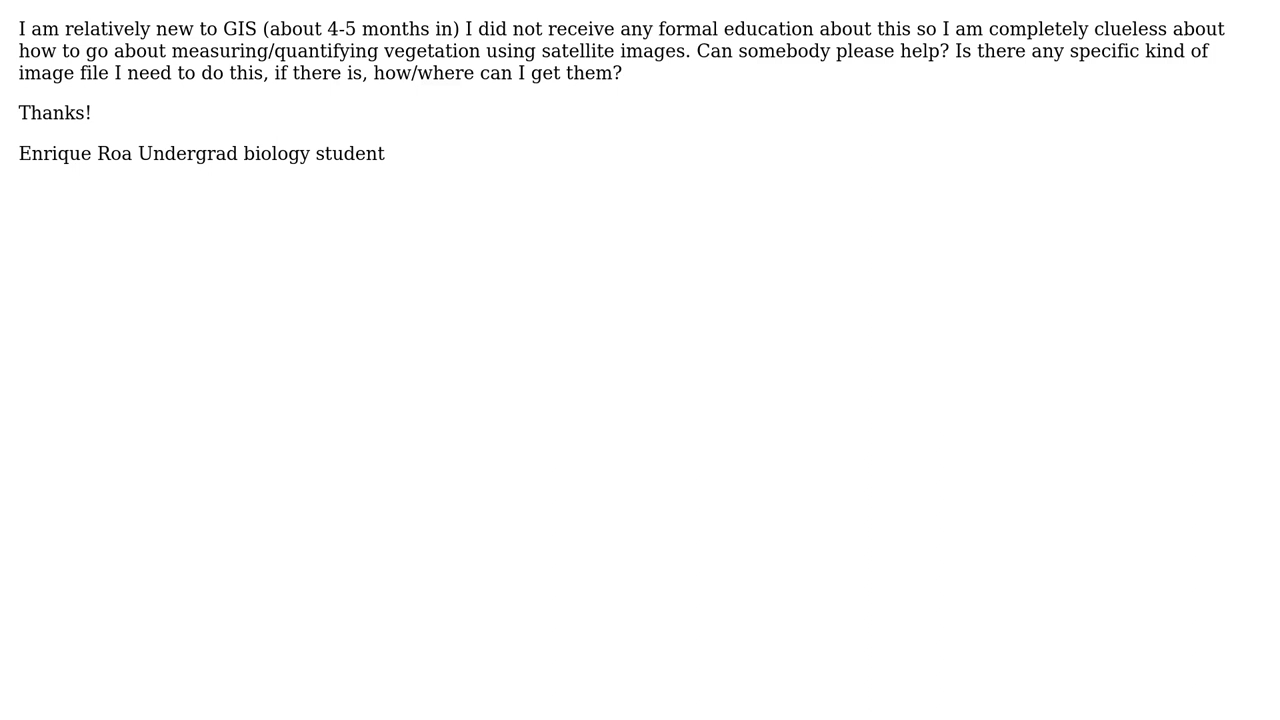 I am relatively new to GIS (about 4-5 months in) I did not receive any formal education about this so I am completely clueless about
how to go about measuring/quantifying vegetation using satellite images. Can somebody please help? Is there any specific kind of
image file I need to do this, if there is, how/where can I get them?
Thanks!
Enrique Roa Undergrad biology student